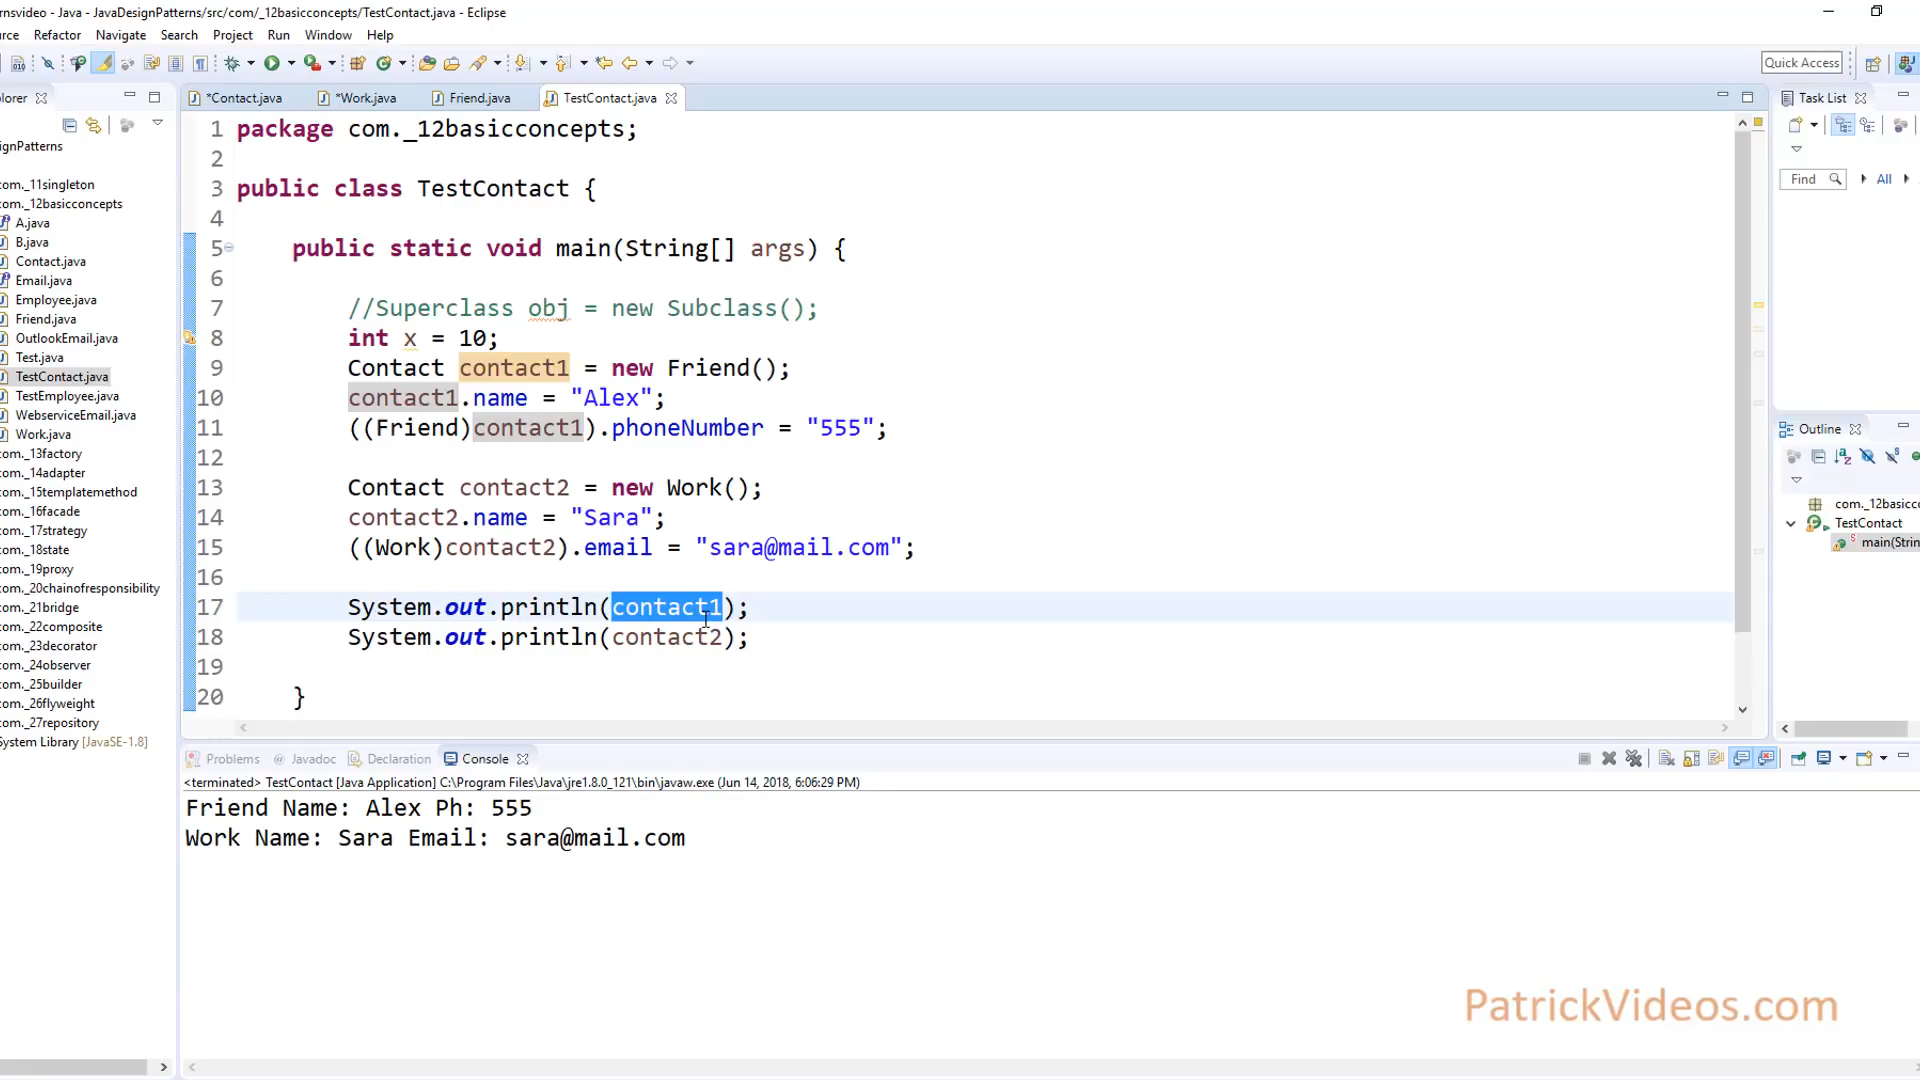 rnsvideo - Java - JavaDesignPatterns/src/com/_12basicconcepts/TestContact.java - Eclipse
rce Refactor Navigate Search Project Run Window Help
Quick Access
plorer
*Contact.java *Work.java Friend.java TestContact.java
Task List
Find All
ignPatterns
com._11singleton
com._12basicconcepts
A.java
B.java
Contact.java
Email.java
Employee.java
Friend.java
OutlookEmail.java
Test.java
TestContact.java
TestEmployee.java
WebserviceEmail.java
Work.java
com._13factory
com._14adapter
com._15templatemethod
com._16facade
com._17strategy
com._18state
com._19proxy
com._20chainofresponsibility
com._21bridge
com._22composite
com._23decorator
com._24observer
com._25builder
com._26flyweight
com._27repository
System Library [JavaSE-1.8]
1 package com._12basicconcepts;
2
3 public class TestContact {
4
5 public static void main(String[] args) {
6
7 //Superclass obj = new Subclass();
8 int x = 10;
9 Contact contact1 = new Friend();
10 contact1.name = "Alex";
11 ((Friend)contact1).phoneNumber = "555";
12
13 Contact contact2 = new Work();
14 contact2.name = "Sara";
15 ((Work)contact2).email = "sara@mail.com";
16
17 System.out.println(contact1);
18 System.out.println(contact2);
19
20 }
Outline
com._12basicco
TestContact
main(Strin
Problems @ Javadoc Declaration Console
<terminated> TestContact [Java Application] C:\Program Files\Java\jre1.8.0_121\bin\javaw.exe (Jun 14, 2018, 6:06:29 PM)
Friend Name: Alex Ph: 555
Work Name: Sara Email: sara@mail.com
PatrickVideos.com